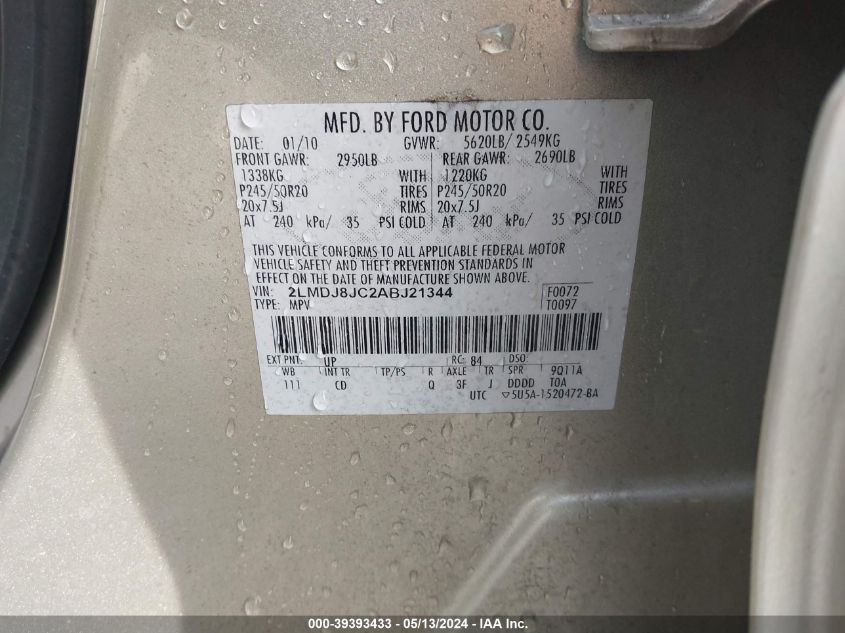 MFD. BY FORD MOTOR CO.
DATE: 01/10 GVWR: 5620LB/ 2549KG
FRONT GAWR: 2950LB REAR GAWR: 2690LB
1338KG WITH 1220KG WITH
P245/50R20 TIRES P245/50R20 TIRES
20x7.5J RIMS 20x7.5J RIMS
AT 240 kPa/ 35 PSI COLD AT 240 kPa/ 35 PSI COLD
THIS VEHICLE CONFORMS TO ALL APPLICABLE FEDERAL MOTOR
VEHICLE SAFETY AND THEFT PREVENTION STANDARDS IN
EFFECT ON THE DATE OF MANUFACTURE SHOWN ABOVE.
VIN: 2LMDJ8JC2ABJ21344 F0072
TYPE: MPV T0097
EXT PNT: UP RC: 84 DSO:
WB INT TR TP/PS R AXLE TR SPR 9Q11A
111 CD Q 3F J DDDD T0A
UTC ▽5U5A-1520472-BA
000-39393433 - 05/13/2024 - IAA Inc.